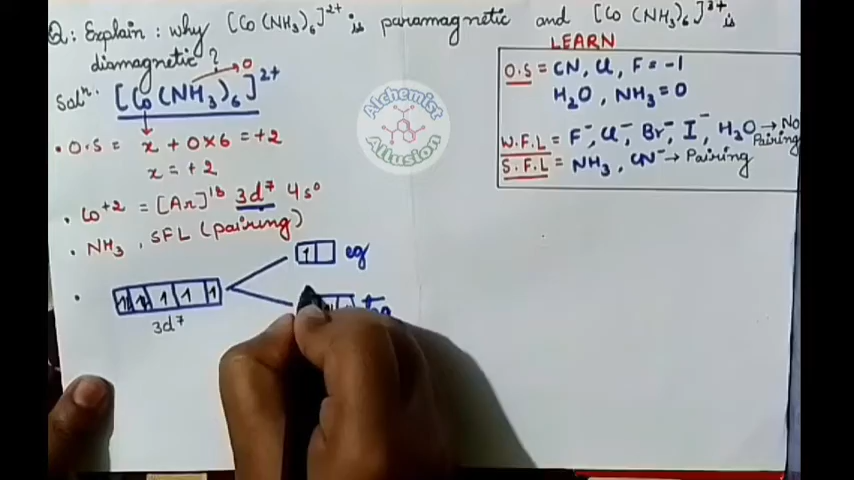 Q: Explain: why [Co(NH₃)₆]²⁺ is paramagnetic and [Co(NH₃)₆]³⁺ is
diamagnetic?
Solⁿ. [Co(NH₃)₆]²⁺
0
• O.S = x + 0×6 = +2
x = +2
• Co⁺² = [Ar]¹⁸ 3d⁷ 4s⁰
• NH₃, SFL (pairing)
eg
t₂g
3d⁷
LEARN
O.S = CN, Cl, F = -1
H₂O, NH₃ = 0
W.F.L = F⁻, Cl⁻, Br⁻, I⁻, H₂O → No
Pairing
S.F.L = NH₃, CN⁻ → Pairing
Alchemist
Allusion